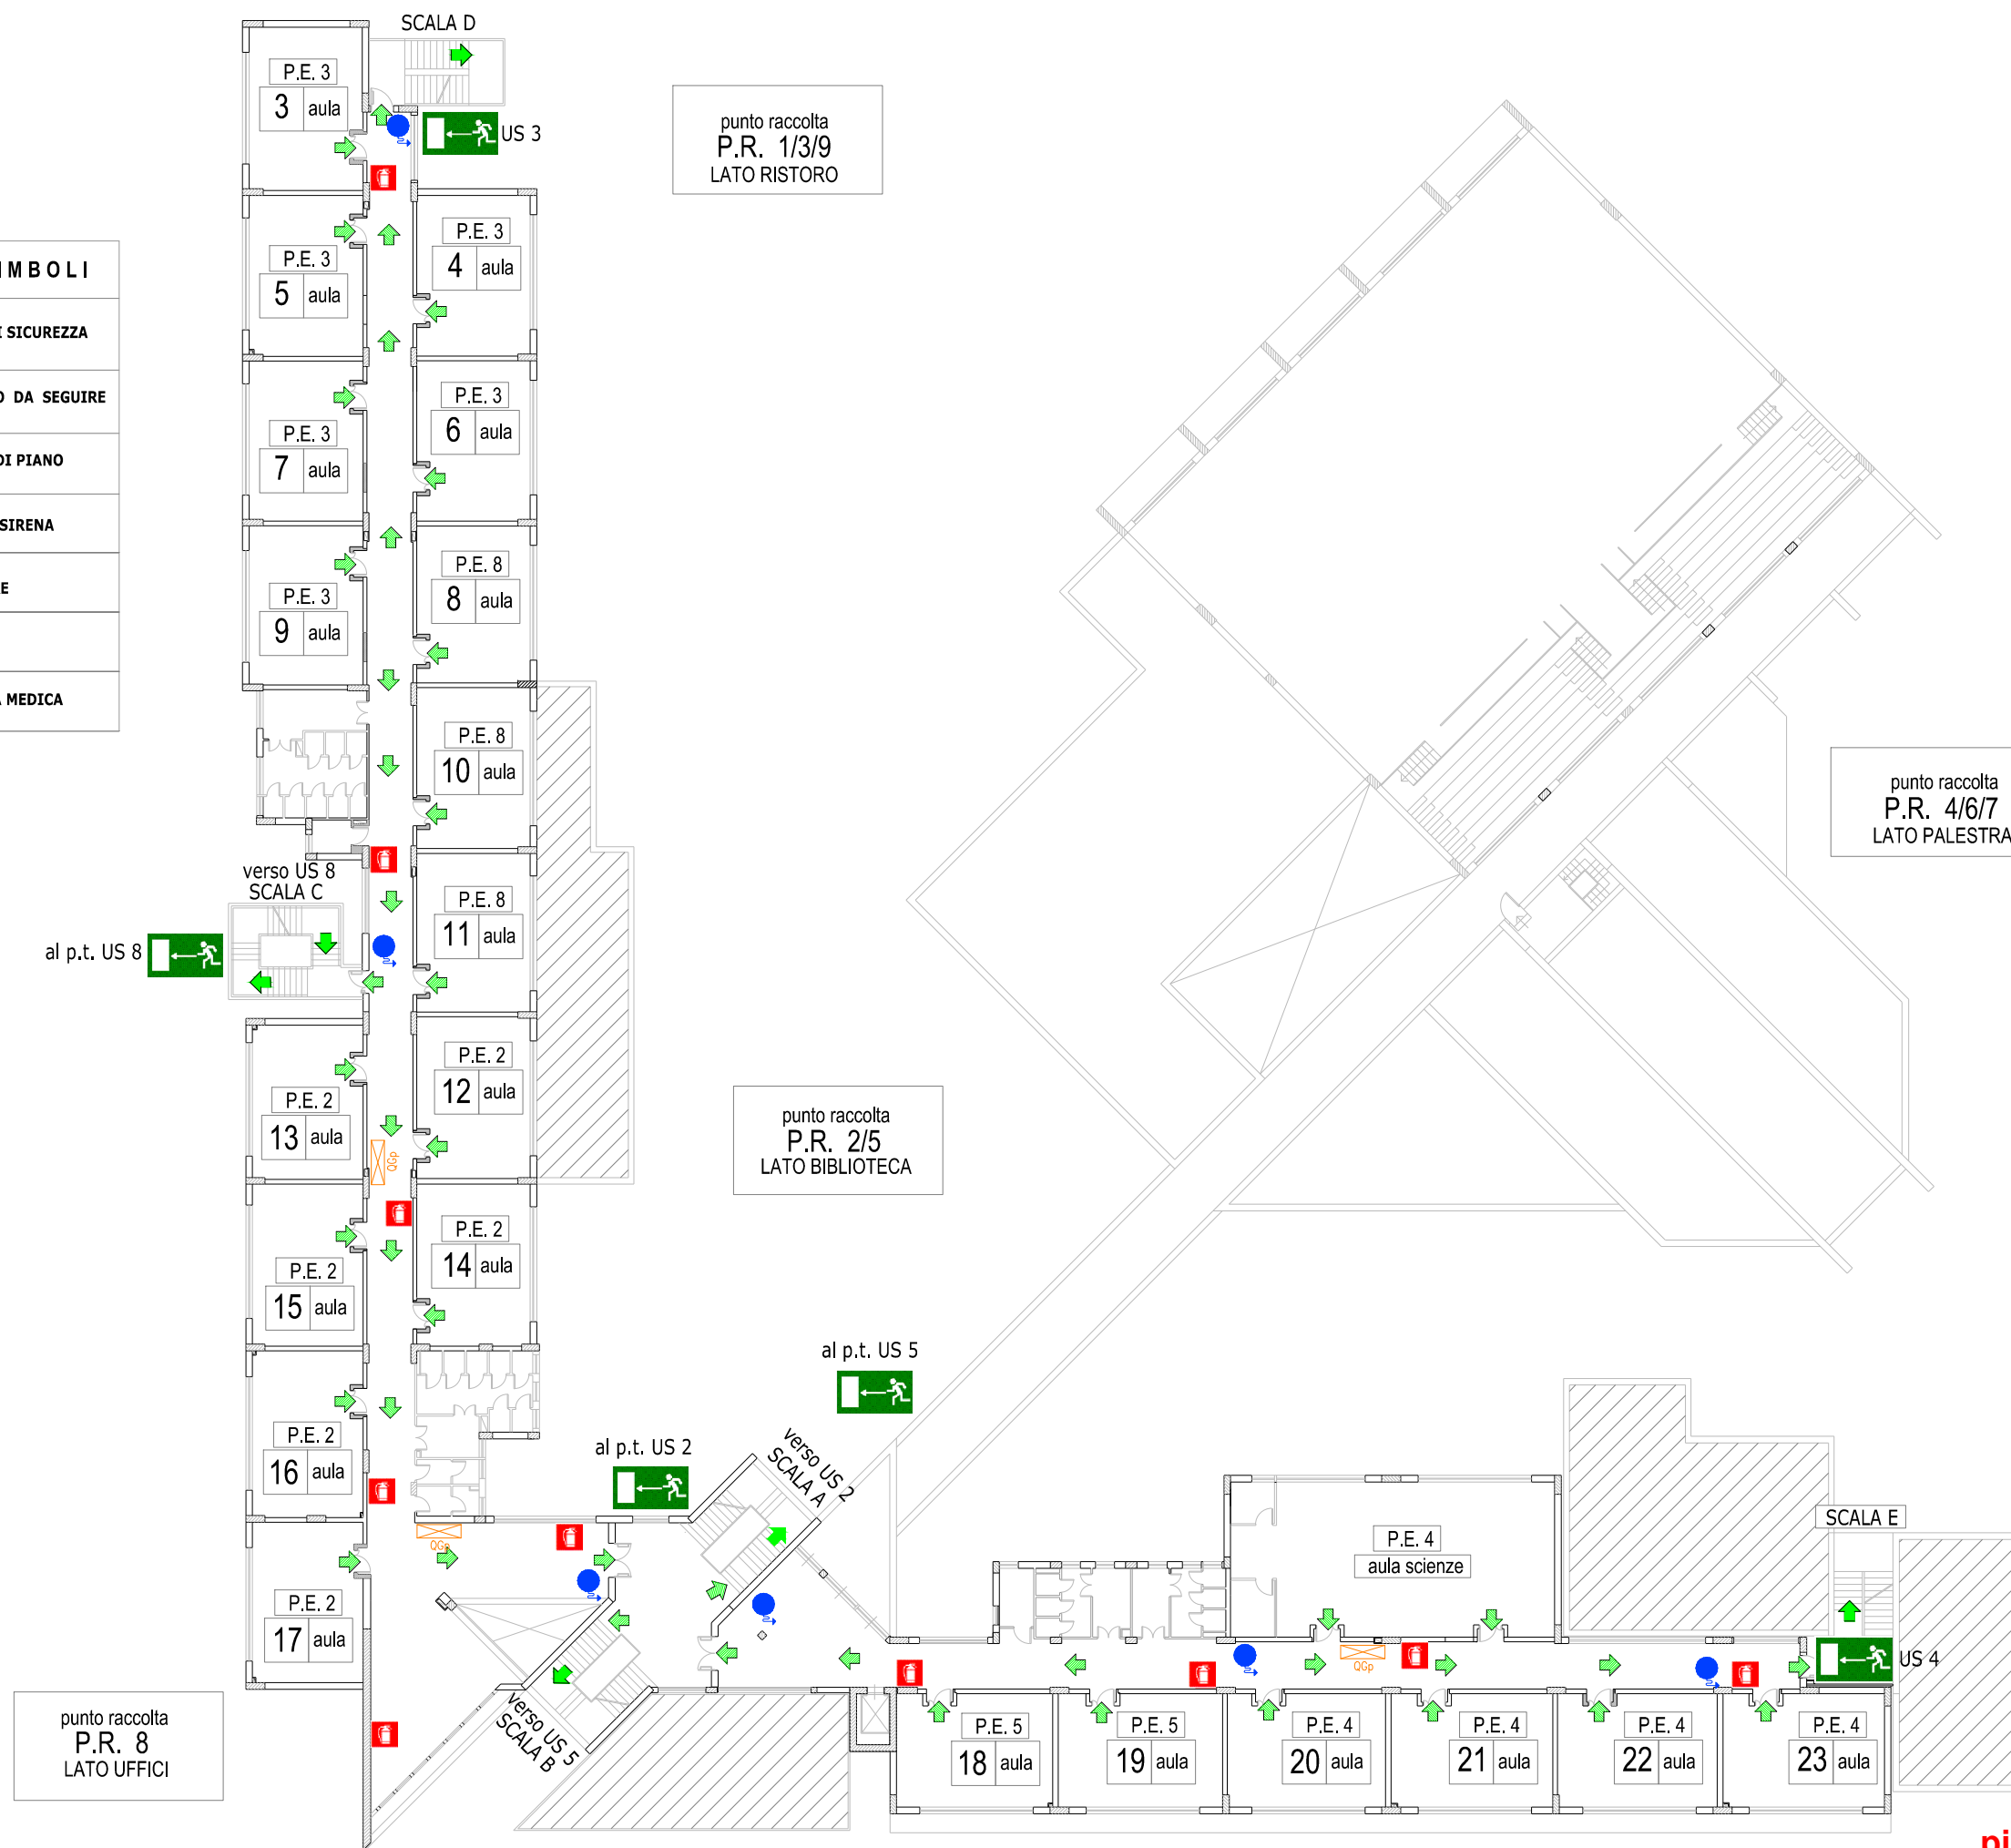 SCALA D
US 3
P.E. 3
3 aula
punto raccolta
P.R. 1/3/9
LATO RISTORO
P.E. 3
4 aula
P.E. 3
5 aula
IMBOLI
I SICUREZZA
DA SEGUIRE
DI PIANO
SIRENA
E
MEDICA
P.E. 3
6 aula
P.E. 3
7 aula
P.E. 8
8 aula
P.E. 3
9 aula
P.E. 8
10 aula
punto raccolta
P.R. 4/6/7
LATO PALESTRA
verso US 8
SCALA C
al p.t. US 8
P.E. 8
11 aula
P.E. 2
12 aula
P.E. 2
13 aula
QGp
punto raccolta
P.R. 2/5
LATO BIBLIOTECA
P.E. 2
14 aula
P.E. 2
15 aula
al p.t. US 5
P.E. 2
16 aula
al p.t. US 2
verso US 2
SCALA A
QGp
P.E. 2
17 aula
verso US 5
SCALA B
punto raccolta
P.R. 8
LATO UFFICI
P.E. 4
aula scienze
SCALA E
US 4
QGp
P.E. 5
18 aula
P.E. 5
19 aula
P.E. 4
20 aula
P.E. 4
21 aula
P.E. 4
22 aula
P.E. 4
23 aula
pi